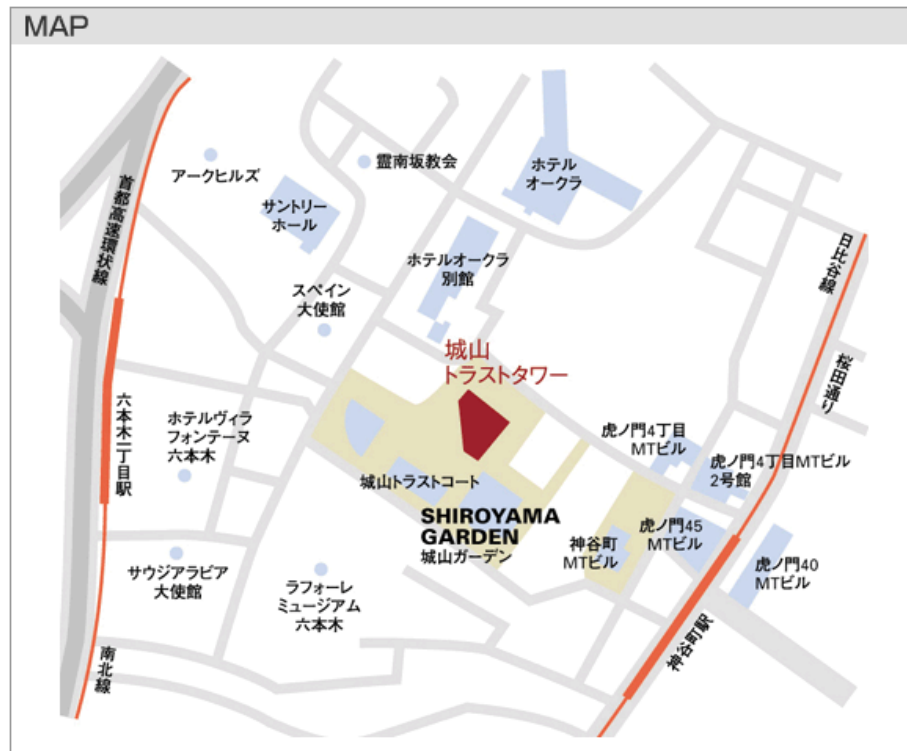 MAP
アークヒルズ
霊南坂教会
ホテル
オークラ
サントリー
ホール
首都高速環状線
日比谷線
ホテルオークラ
別館
スペイン
大使館
城山
トラストタワー
桜田通り
六本木一丁目駅
ホテルヴィラ
フォンテーヌ
六本木
虎ノ門4丁目
MTビル
虎ノ門4丁目MTビル
2号館
城山トラストコート
SHIROYAMA
GARDEN
城山ガーデン
神谷町
MTビル
虎ノ門45
MTビル
虎ノ門40
MTビル
サウジアラビア
大使館
ラフォーレ
ミュージアム
六本木
神谷町駅
南北線